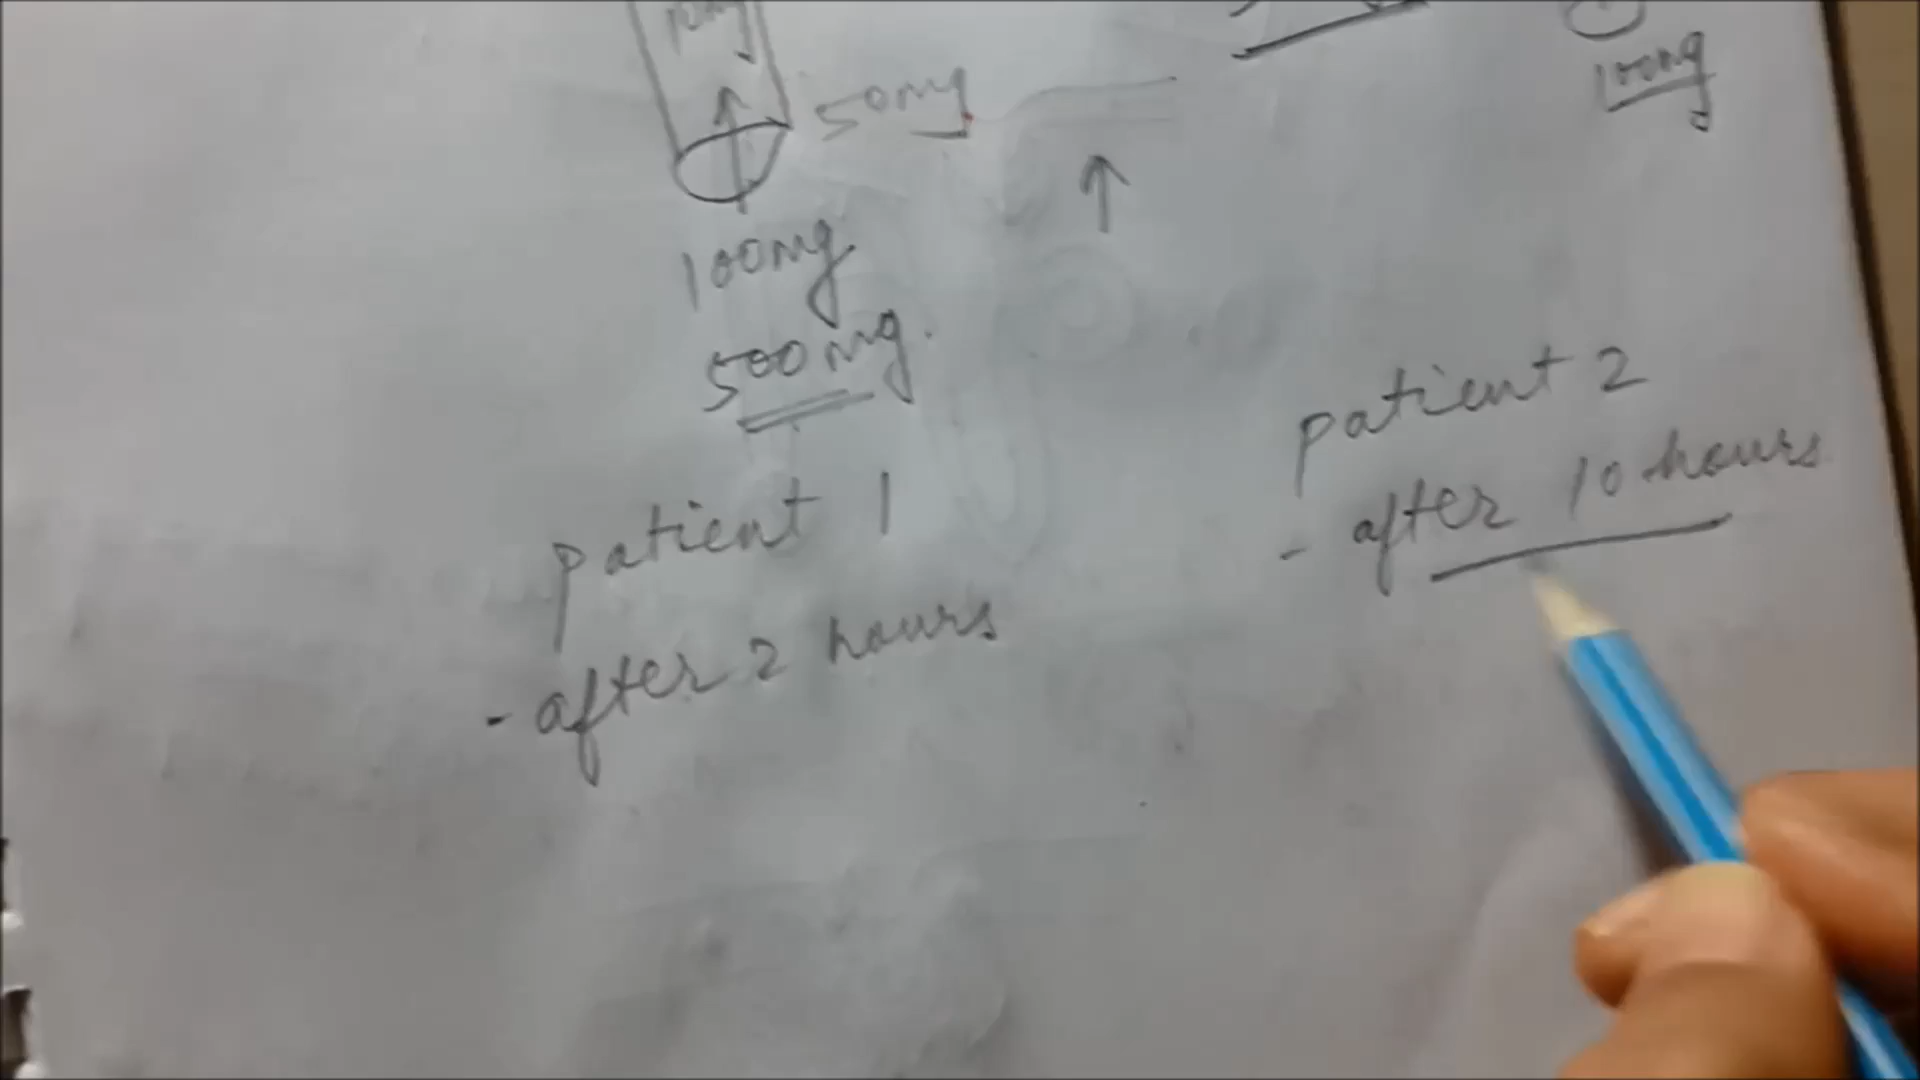 50mg
100mg
100mg
500mg.
patient 1
- after 2 hours
patient 2
- after 10 hours